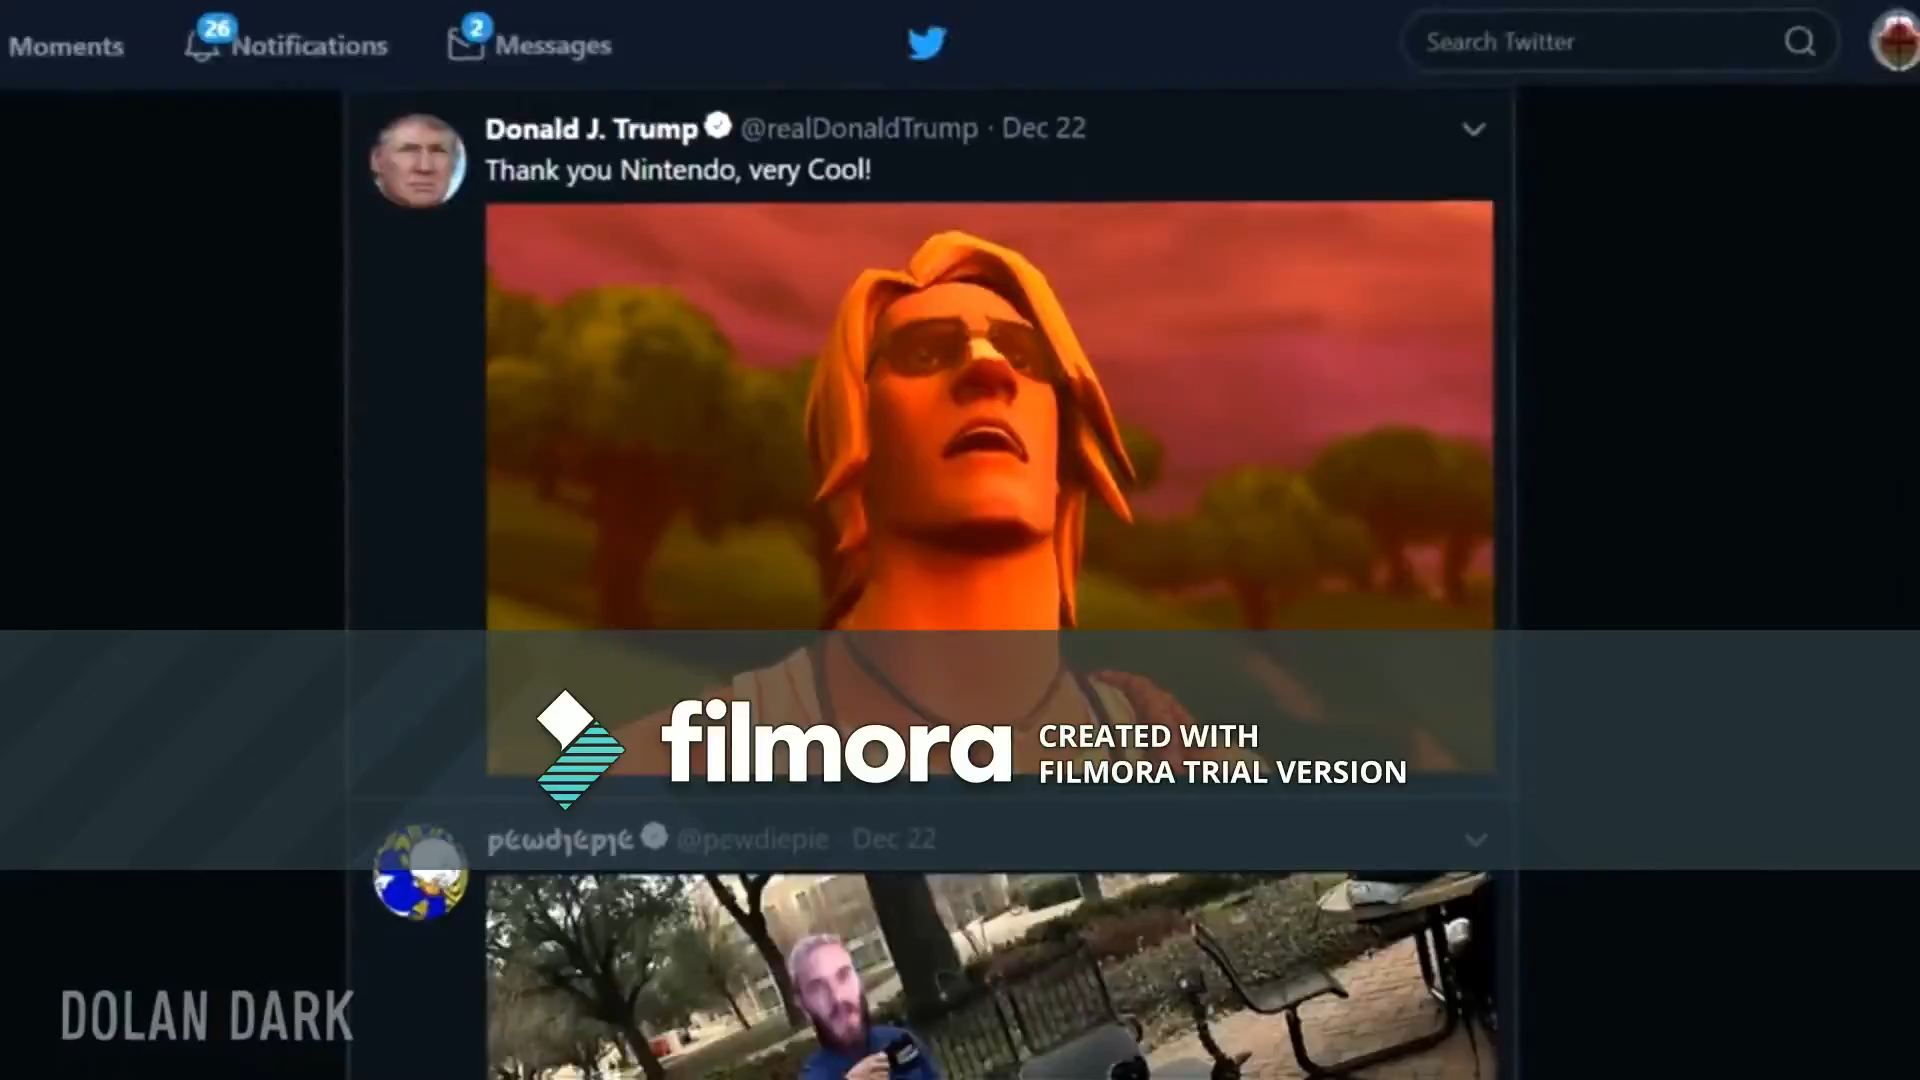 Moments
26
Notifications
2
Messages
Search Twitter
Donald J. Trump @realDonaldTrump · Dec 22
Thank you Nintendo, very Cool!
filmora
CREATED WITH
FILMORA TRIAL VERSION
pєwdιєpιє @pewdiepie · Dec 22
DOLAN DARK